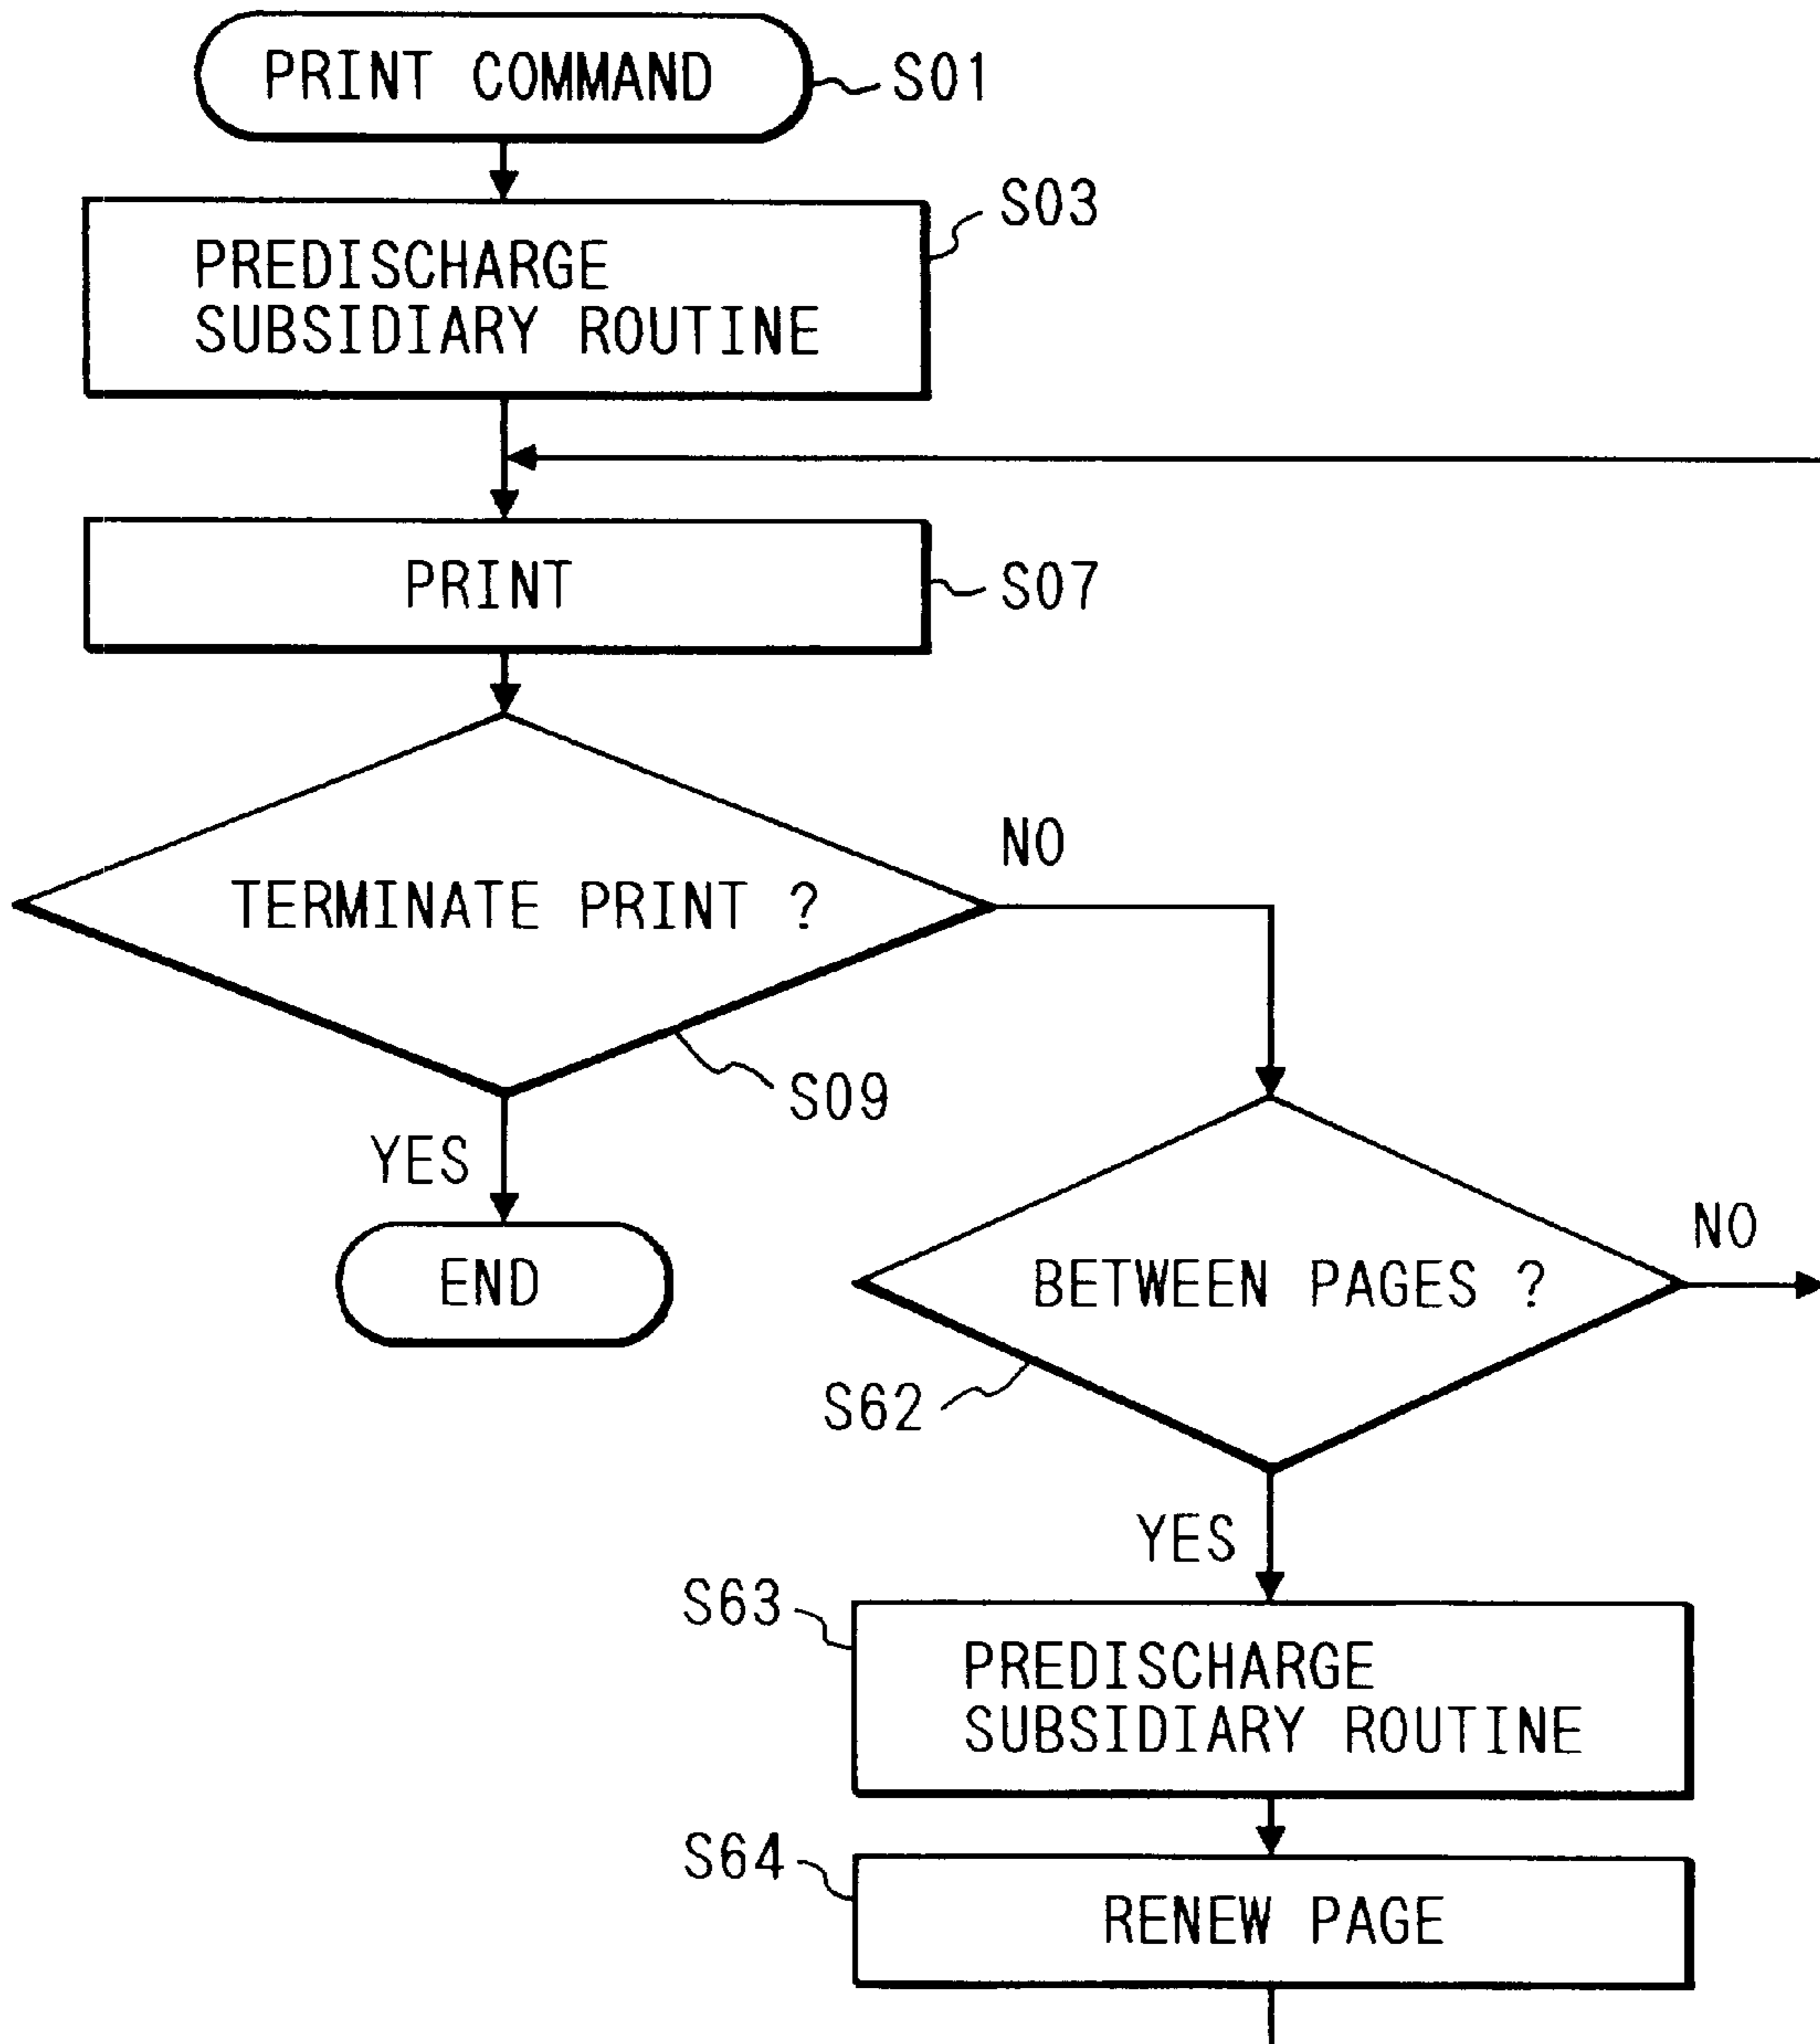 PRINT COMMAND
S01
S03
PREDISCHARGE
SUBSIDIARY ROUTINE
PRINT
S07
NO
TERMINATE PRINT ?
S09
YES
END
NO
BETWEEN PAGES ?
S62
YES
S63
PREDISCHARGE
SUBSIDIARY ROUTINE
S64
RENEW PAGE